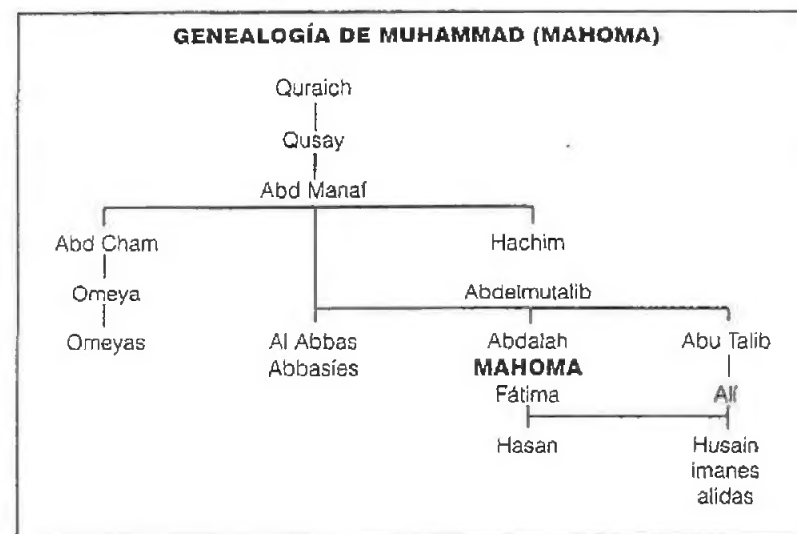 GENEALOGÍA DE MUHAMMAD (MAHOMA)
Quraich
Qusay
Abd Manaf
Abd Cham Hachim
Omeya Abdelmutalib
Omeyas Al Abbas Abdalah Abu Talib
Abbasíes MAHOMA
Fátima Alí
Hasan Husain
imanes
alidas